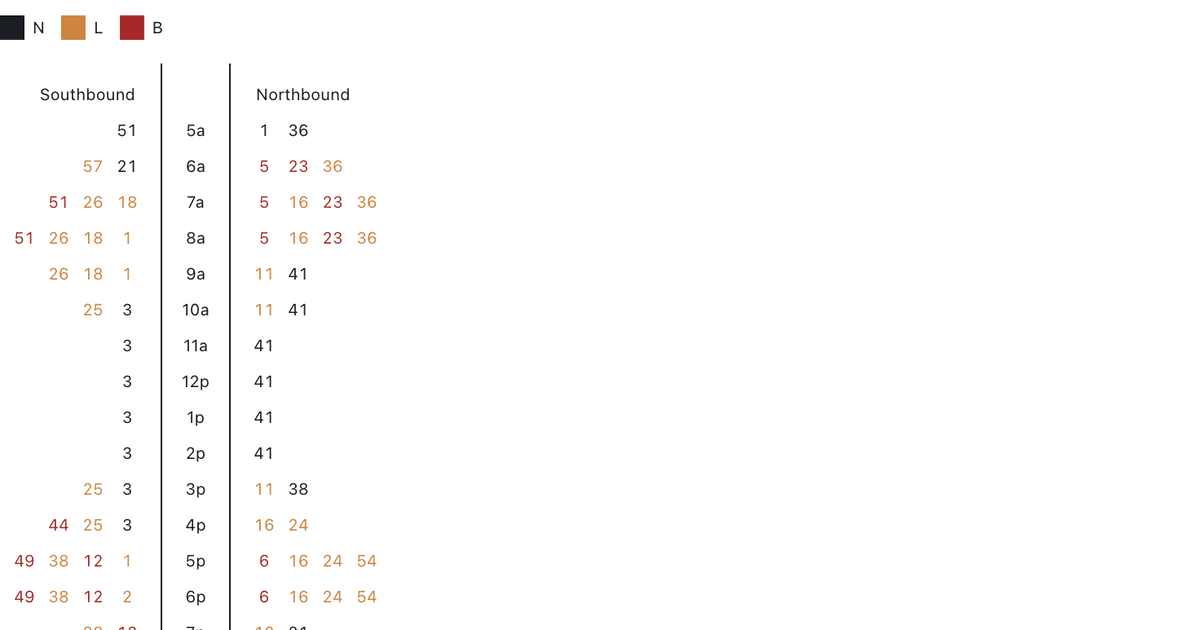 N L B
Southbound Northbound
51 5a 1 36
57 21 6a 5 23 36
51 26 18 7a 5 16 23 36
51 26 18 1 8a 5 16 23 36
26 18 1 9a 11 41
25 3 10a 11 41
3 11a 41
3 12p 41
3 1p 41
3 2p 41
25 3 3p 11 38
44 25 3 4p 16 24
49 38 12 1 5p 6 16 24 54
49 38 12 2 6p 6 16 24 54